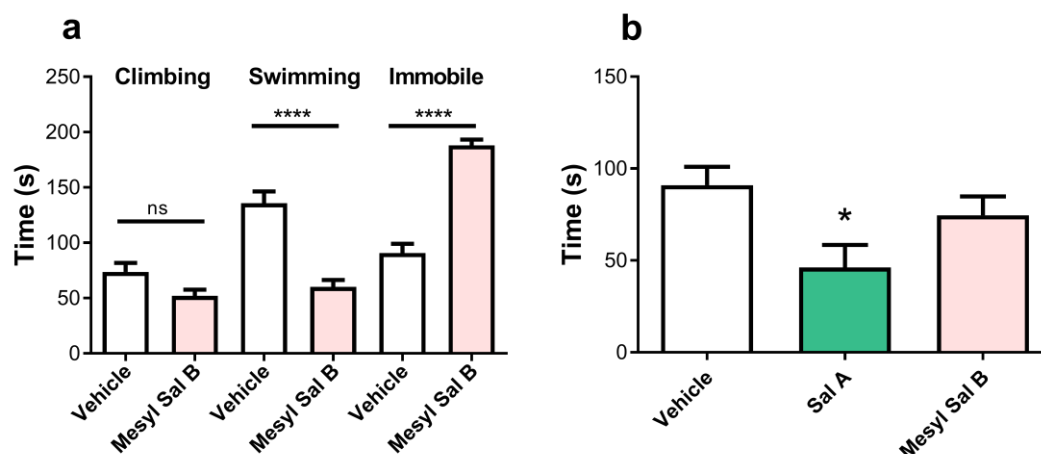 a
Climbing Swimming Immobile
250
200
150
100
50
0
Time (s)
ns
****
****
Vehicle
Mesyl Sal B
Vehicle
Mesyl Sal B
Vehicle
Mesyl Sal B
b
150
100
50
0
Time (s)
*
Vehicle
Sal A
Mesyl Sal B